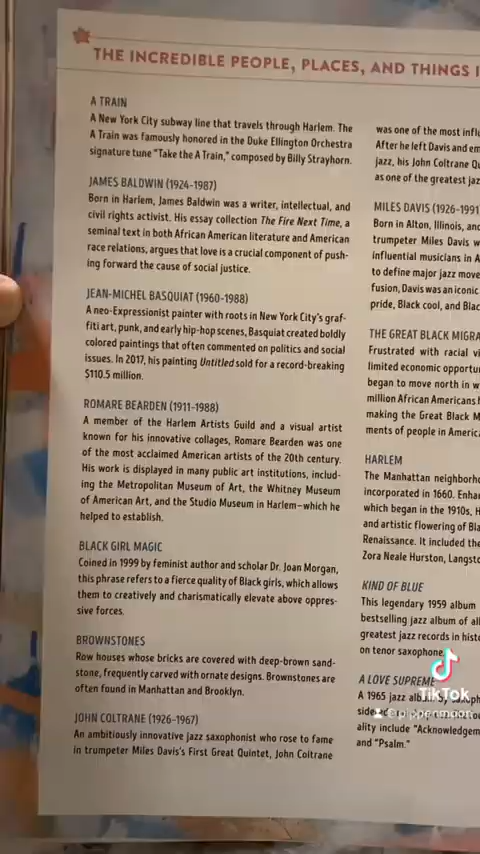 THE INCREDIBLE PEOPLE, PLACES, AND THINGS
A TRAIN
A New York City subway line that travels through Harlem. The
A Train was famously honored in the Duke Ellington Orchestra
signature tune "Take the A Train," composed by Billy Strayhorn.
JAMES BALDWIN (1924-1987)
Born in Harlem, James Baldwin was a writer, intellectual, and
civil rights activist. His essay collection The Fire Next Time, a
seminal text in both African American literature and American
race relations, argues that love is a crucial component of push-
ing forward the cause of social justice.
JEAN-MICHEL BASQUIAT (1960-1988)
A neo-Expressionist painter with roots in New York City's graf-
fiti art, punk, and early hip-hop scenes, Basquiat created boldly
colored paintings that often commented on politics and social
issues. In 2017, his painting Untitled sold for a record-breaking
$110.5 million.
ROMARE BEARDEN (1911-1988)
A member of the Harlem Artists Guild and a visual artist
known for his innovative collages, Romare Bearden was one
of the most acclaimed American artists of the 20th century.
His work is displayed in many public art institutions, includ-
ing the Metropolitan Museum of Art, the Whitney Museum
of American Art, and the Studio Museum in Harlem—which he
helped to establish.
BLACK GIRL MAGIC
Coined in 1999 by feminist author and scholar Dr. Joan Morgan,
this phrase refers to a fierce quality of Black girls, which allows
them to creatively and charismatically elevate above oppres-
sive forces.
BROWNSTONES
Row houses whose bricks are covered with deep-brown sand-
stone, frequently carved with ornate designs. Brownstones are
often found in Manhattan and Brooklyn.
JOHN COLTRANE (1926-1967)
An ambitiously innovative jazz saxophonist who rose to fame
in trumpeter Miles Davis's First Great Quintet, John Coltrane
was one of the most
After he left Davis and
jazz, his John Coltrane
as one of the greatest
MILES DAVIS (1926-1991
Born in Alton, Illinois,
trumpeter Miles Davis
influential musicians in
to define major jazz
fusion, Davis was an iconic
pride, Black cool, and
THE GREAT BLACK
Frustrated with racial
limited economic
began to move north in
million African Americans
making the Great Black
ments of people in
HARLEM
The Manhattan
incorporated in 1660.
which began in the 1910s,
and artistic flowering of
Renaissance. It included the
Zora Neale Hurston,
KIND OF BLUE
This legendary 1959 album
bestselling jazz album of
greatest jazz records in
on tenor saxophone.
A LOVE SUPREME
A 1965 jazz album by
ality include
and "Psalm."
TikTok